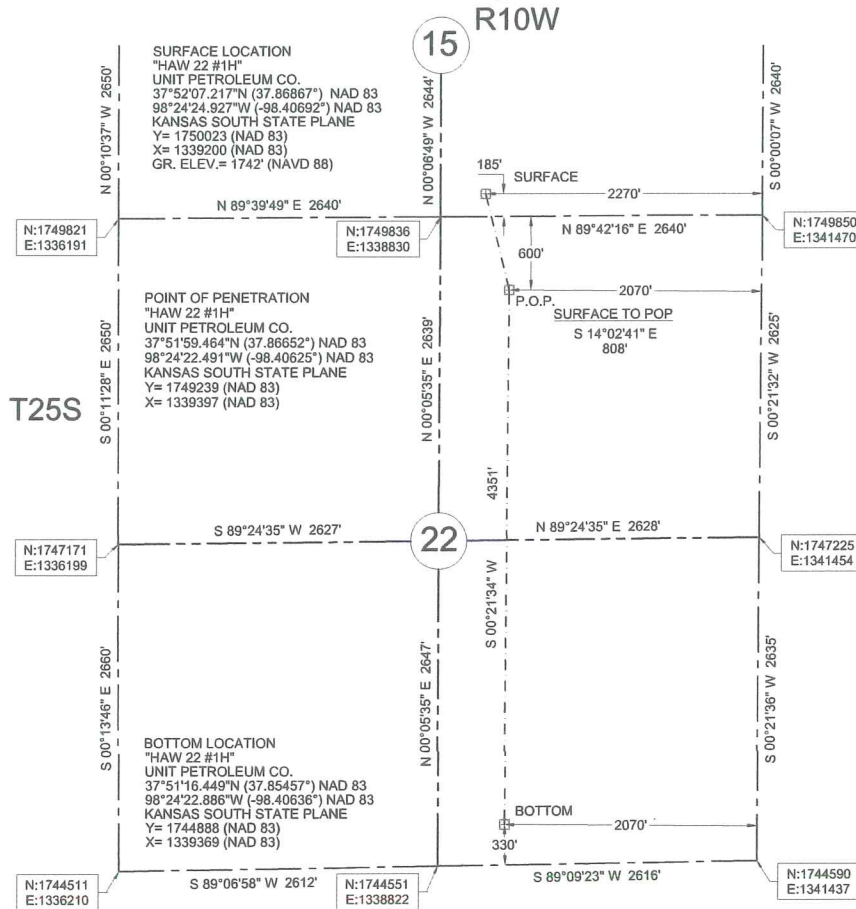 R10W
15
SURFACE LOCATION
"HAW 22 #1H"
UNIT PETROLEUM CO.
37°52'07.217"N (37.86867°) NAD 83
98°24'24.927"W (-98.40692°) NAD 83
KANSAS SOUTH STATE PLANE
Y= 1750023 (NAD 83)
X= 1339200 (NAD 83)
GR. ELEV.= 1742' (NAVD 88)
N 00°10'37" W 2650'
N 00°06'49" W 2644'
S 00°00'07" W 2640'
185'
SURFACE
2270'
N 89°39'49" E 2640'
N 89°42'16" E 2640'
N:1749821
E:1336191
N:1749836
E:1338830
N:1749850
E:1341470
600'
2070'
P.O.P.
SURFACE TO POP
S 14°02'41" E
808'
POINT OF PENETRATION
"HAW 22 #1H"
UNIT PETROLEUM CO.
37°51'59.464"N (37.86652°) NAD 83
98°24'22.491"W (-98.40625°) NAD 83
KANSAS SOUTH STATE PLANE
Y= 1749239 (NAD 83)
X= 1339397 (NAD 83)
T25S
S 00°11'28" E 2650'
N 00°05'35" E 2639'
S 00°21'32" W 2625'
4351'
S 89°24'35" W 2627'
22
N 89°24'35" E 2628'
N:1747171
E:1336199
N:1747225
E:1341454
S 00°21'34" W
S 00°13'46" E 2660'
N 00°05'35" E 2647'
S 00°21'36" W 2635'
BOTTOM LOCATION
"HAW 22 #1H"
UNIT PETROLEUM CO.
37°51'16.449"N (37.85457°) NAD 83
98°24'22.886"W (-98.40636°) NAD 83
KANSAS SOUTH STATE PLANE
Y= 1744888 (NAD 83)
X= 1339369 (NAD 83)
BOTTOM
2070'
330'
N:1744511
E:1336210
S 89°06'58" W 2612'
N:1744551
E:1338822
S 89°09'23" W 2616'
N:1744590
E:1341437